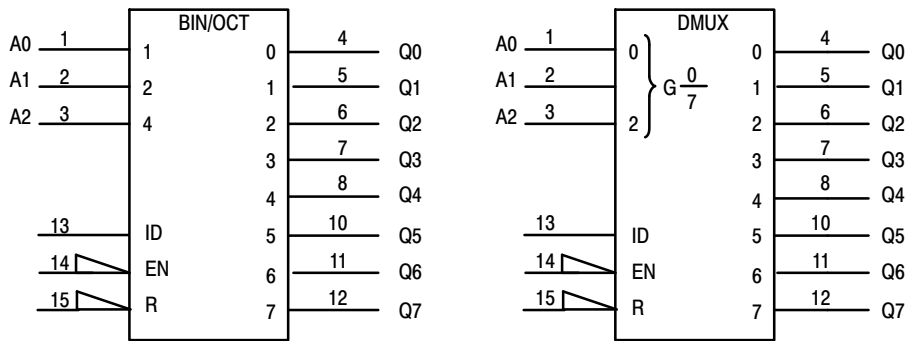 BIN/OCT
A0 1 1 0 4 Q0
A1 2 2 1 5 Q1
A2 3 4 2 6 Q2
3 7 Q3
4 8 Q4
13 ID 5 10 Q5
14 EN 6 11 Q6
15 R 7 12 Q7
DMUX
A0 1 0 0 4 Q0
A1 2 G 0/7 1 5 Q1
A2 3 2 2 6 Q2
3 7 Q3
4 8 Q4
13 ID 5 10 Q5
14 EN 6 11 Q6
15 R 7 12 Q7